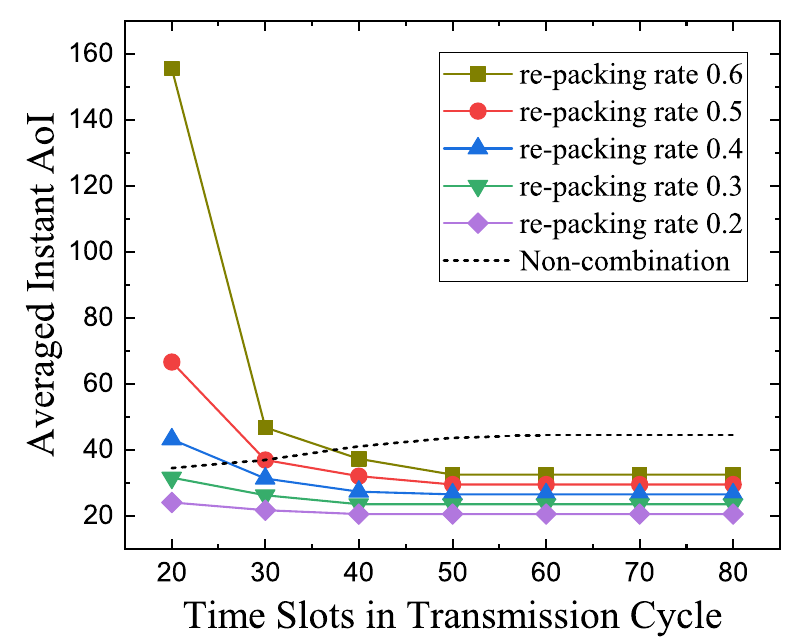 160
140
120
100
80
60
40
20
Averaged Instant AoI
re-packing rate 0.6
re-packing rate 0.5
re-packing rate 0.4
re-packing rate 0.3
re-packing rate 0.2
Non-combination
20 30 40 50 60 70 80
Time Slots in Transmission Cycle